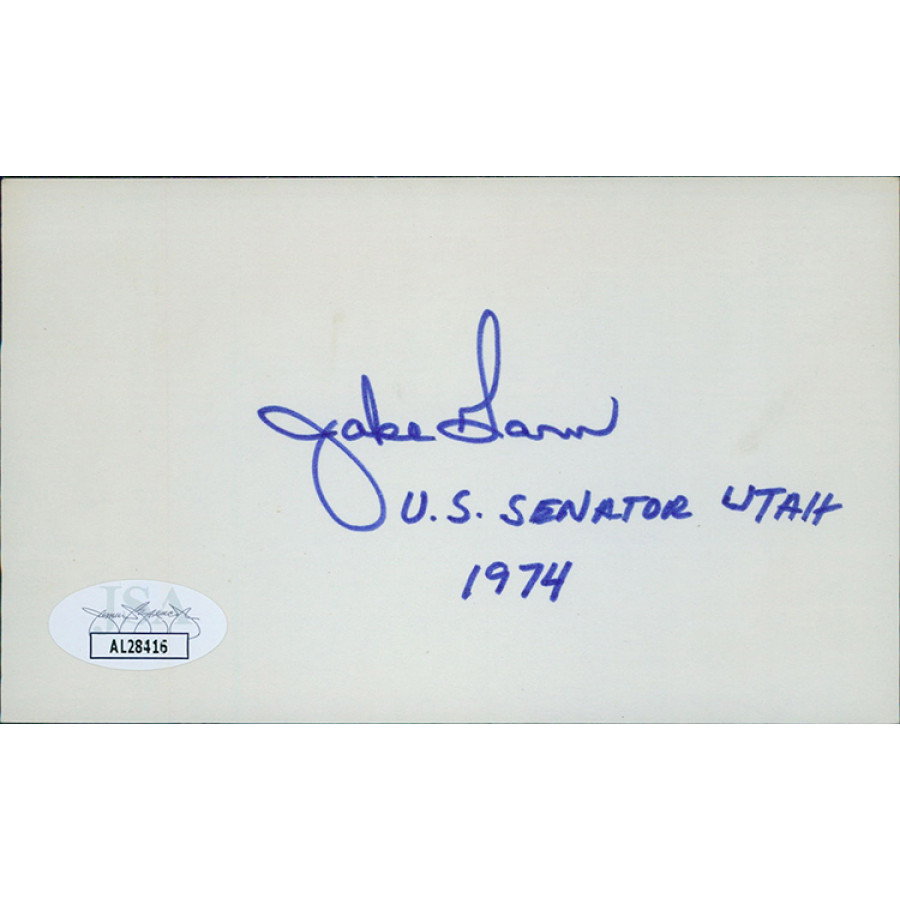 Jake Garn
U.S. SENATOR UTAH
1974
JSA
AL28416